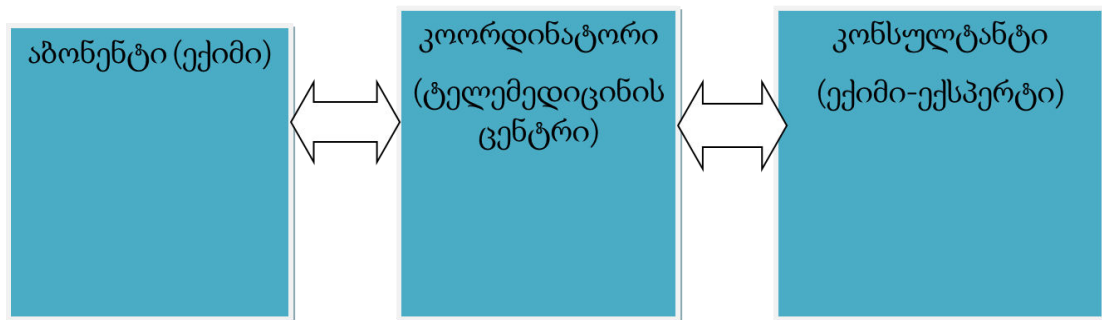 აბონენტი (ექიმი)
კოორდინატორი
(ტელემედიცინის
ცენტრი)
კონსულტანტი
(ექიმი-ექსპერტი)